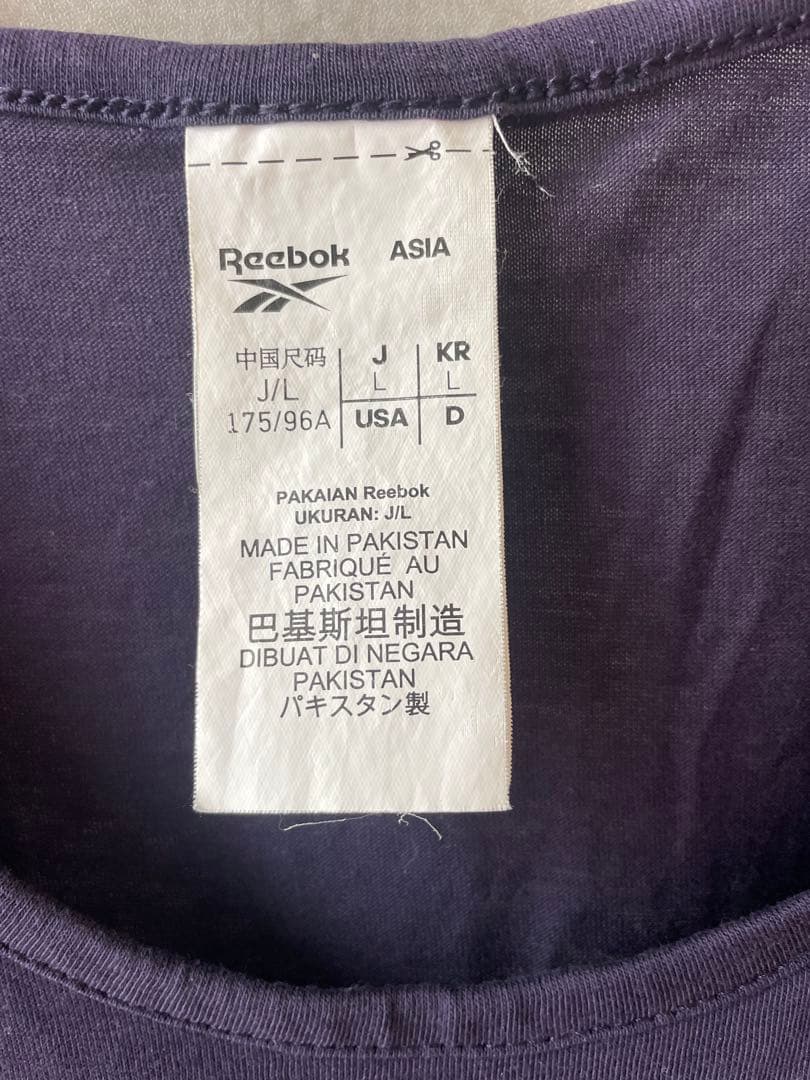 Reebok ASIA
中国尺码 J KR
J/L L L
175/96A USA D
PAKAIAN Reebok
UKURAN: J/L
MADE IN PAKISTAN
FABRIQUÉ AU
PAKISTAN
巴基斯坦制造
DIBUAT DI NEGARA
PAKISTAN
パキスタン製